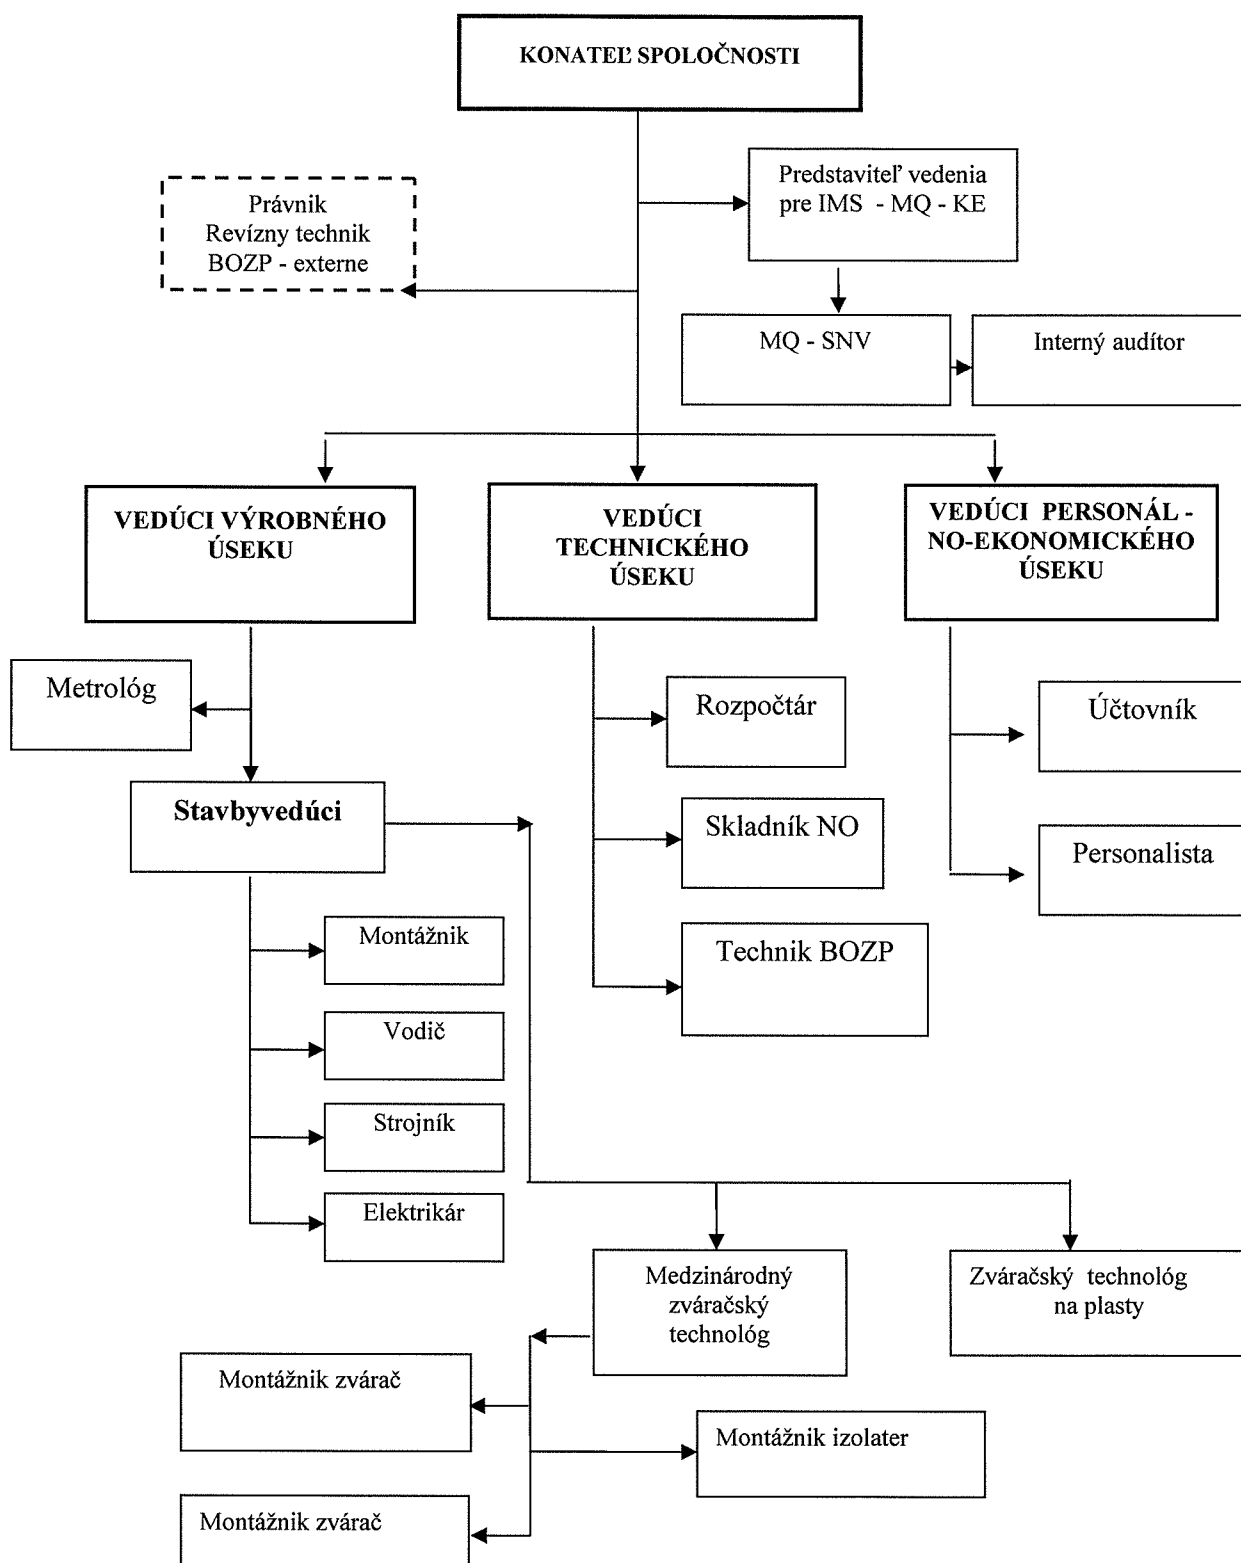 KONATEĽ SPOLOČNOSTI
Predstaviteľ vedenia
pre IMS - MQ - KE
Právnik
Revízny technik
BOZP - externe
MQ - SNV
Interný audítor
VEDÚCI VÝROBNÉHO
ÚSEKU
VEDÚCI
TECHNICKÉHO
ÚSEKU
VEDÚCI PERSONÁL -
NO-EKONOMICKÉHO
ÚSEKU
Metrológ
Rozpočtár
Účtovník
Stavbyvedúci
Skladník NO
Personalista
Montážnik
Technik BOZP
Vodič
Strojník
Elektrikár
Medzinárodný
zváračský
technológ
Zváračský technológ
na plasty
Montážnik zvárač
Montážnik izolater
Montážnik zvárač